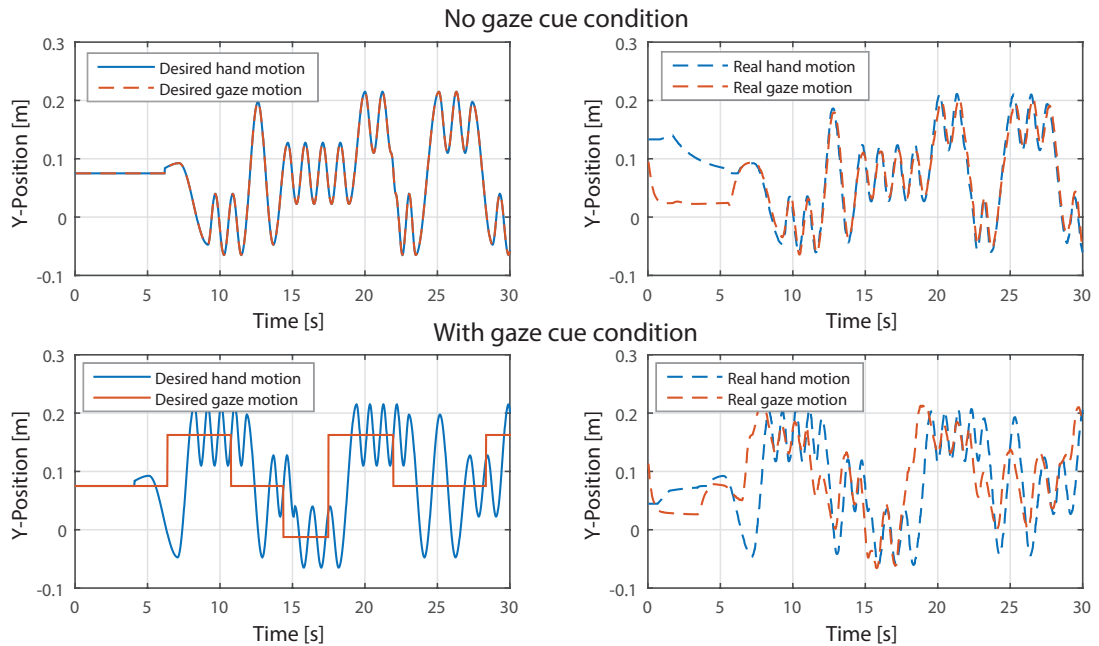 No gaze cue condition
0.3
0.2
0.1
0
-0.1
Y-Position [m]
Desired hand motion
Desired gaze motion
0 5 10 15 20 25 30
Time [s]
0.3
0.2
0.1
0
-0.1
Y-Position [m]
Real hand motion
Real gaze motion
0 5 10 15 20 25 30
Time [s]
With gaze cue condition
0.3
0.2
0.1
0
-0.1
Y-Position [m]
Desired hand motion
Desired gaze motion
0 5 10 15 20 25 30
Time [s]
0.3
0.2
0.1
0
-0.1
Y-Position [m]
Real hand motion
Real gaze motion
0 5 10 15 20 25 30
Time [s]